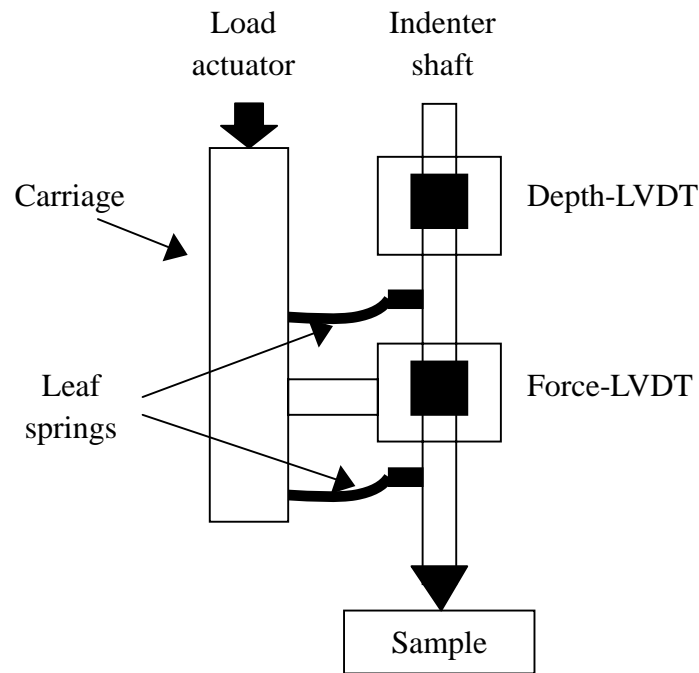 Load
actuator
Indenter
shaft
Carriage
Depth-LVDT
Leaf
springs
Force-LVDT
Sample